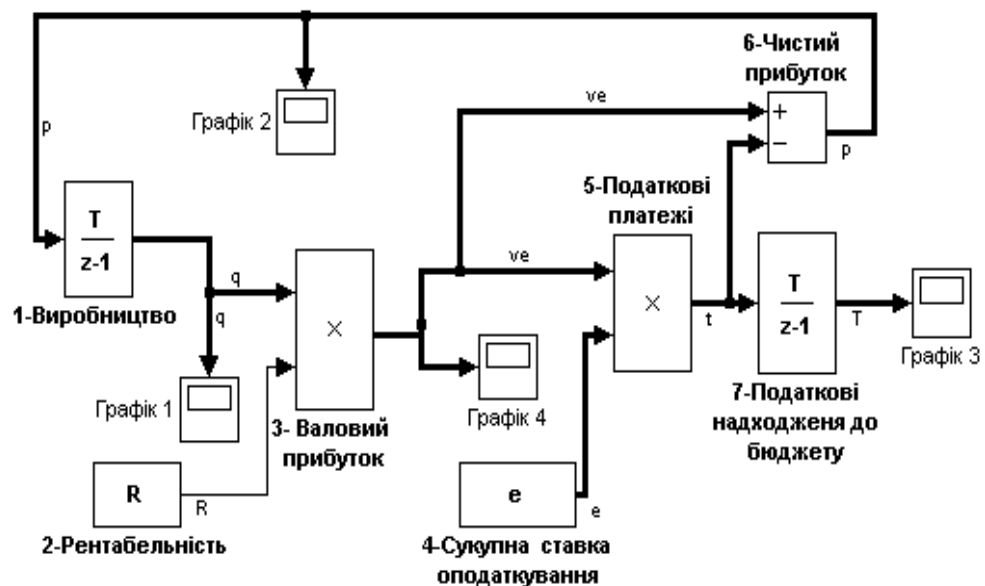 6-Чистий
прибуток
ve
+
−
p
Графік 2
p
5-Податкові
платежі
T
z-1
q
ve
×
×
T
z-1
1-Виробництво
q
t
T
Графік 3
Графік 1
Графік 4
7-Податкові
надходженя до
бюджету
3- Валовий
прибуток
R
R
e
e
2-Рентабельність
4-Сукупна ставка
оподаткування